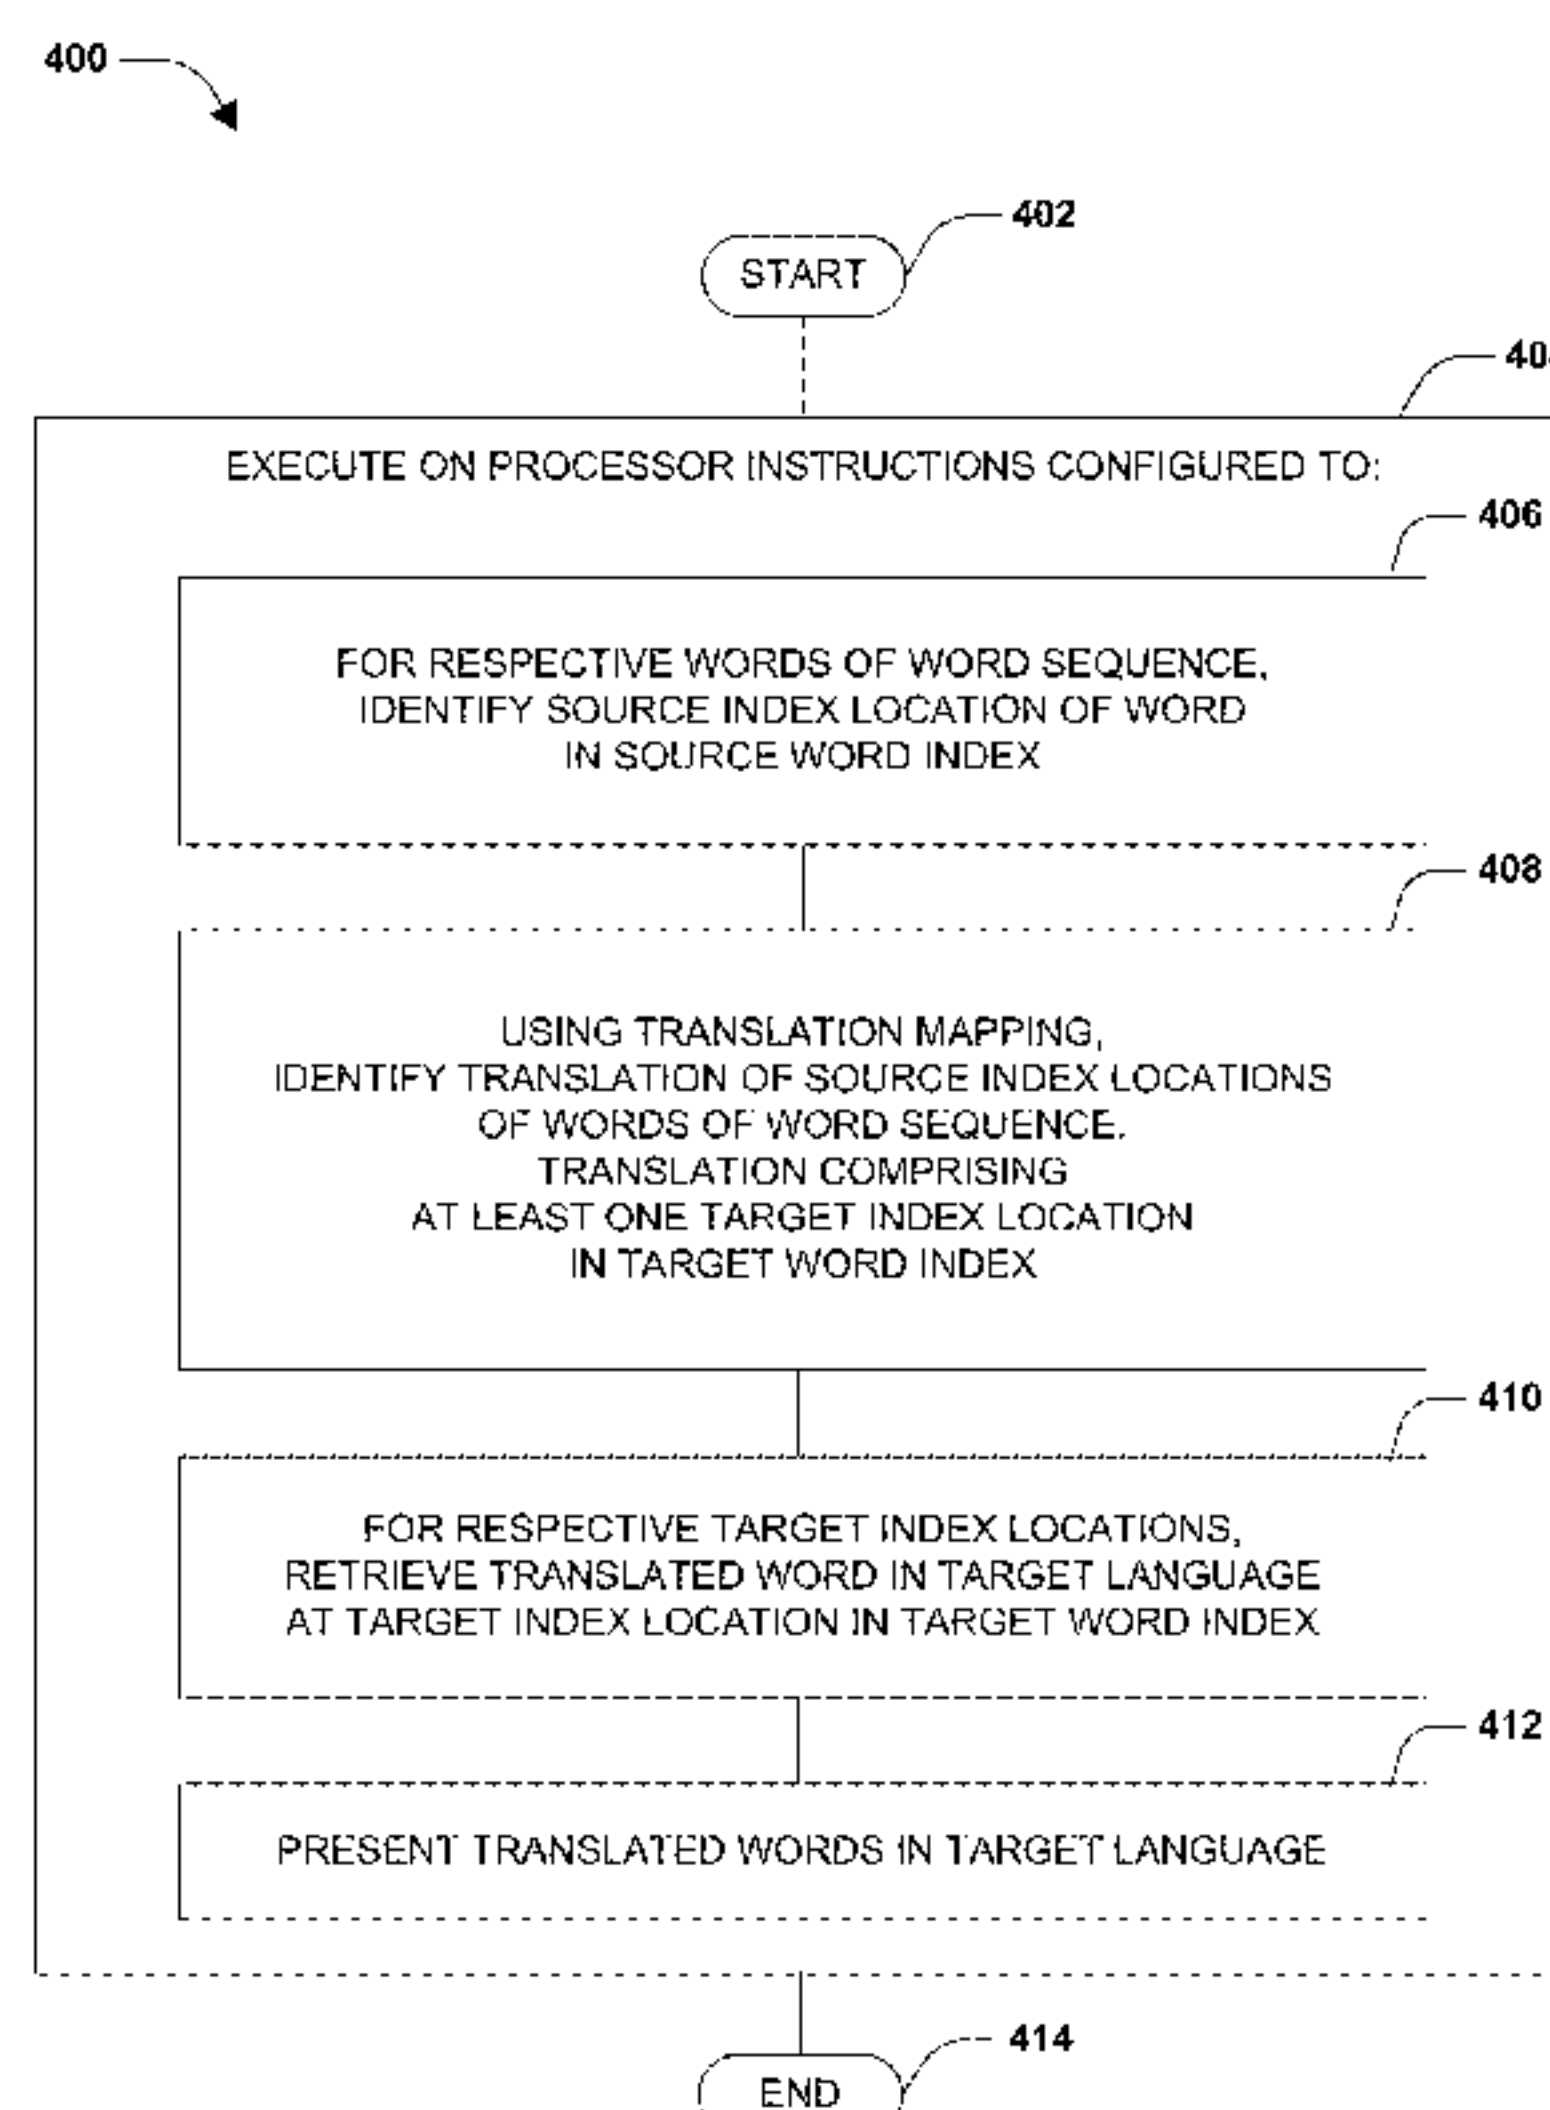 400
402
START
EXECUTE ON PROCESSOR INSTRUCTIONS CONFIGURED TO:
406
FOR RESPECTIVE WORDS OF WORD SEQUENCE,
IDENTIFY SOURCE INDEX LOCATION OF WORD
IN SOURCE WORD INDEX
408
USING TRANSLATION MAPPING,
IDENTIFY TRANSLATION OF SOURCE INDEX LOCATIONS
OF WORDS OF WORD SEQUENCE,
TRANSLATION COMPRISING
AT LEAST ONE TARGET INDEX LOCATION
IN TARGET WORD INDEX
410
FOR RESPECTIVE TARGET INDEX LOCATIONS,
RETRIEVE TRANSLATED WORD IN TARGET LANGUAGE
AT TARGET INDEX LOCATION IN TARGET WORD INDEX
412
PRESENT TRANSLATED WORDS IN TARGET LANGUAGE
414
END